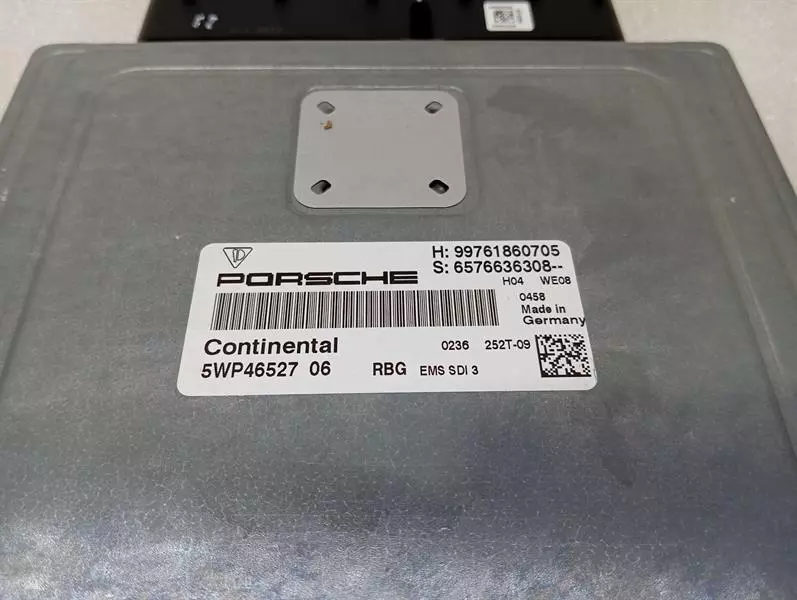 H: 99761860705
PORSCHE
S: 6576636308--
H04 WE08
0458
Made in
Germany
Continental
0236 252T-09
5WP46527 06 RBG EMS SDI 3